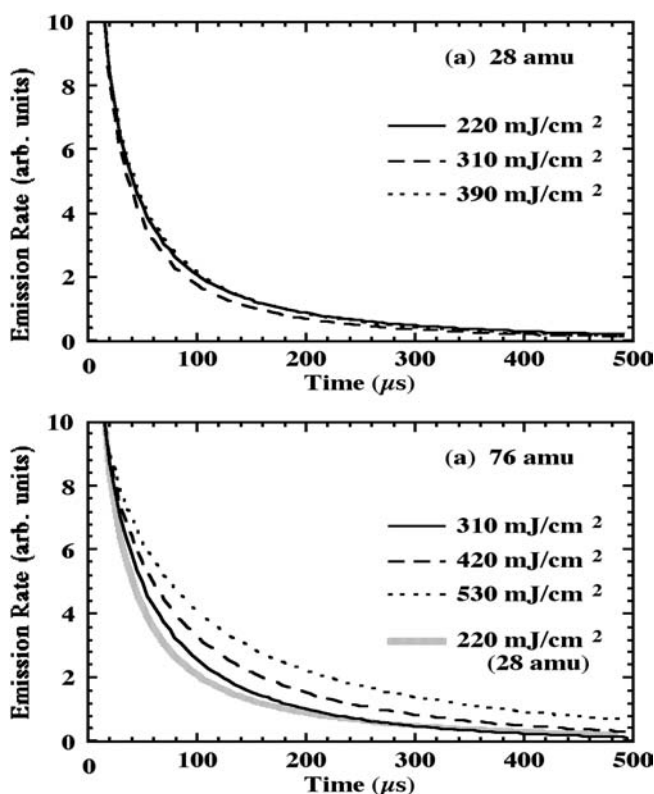 10
8
6
4
2
0
Emission Rate (arb. units)
(a) 28 amu
220 mJ/cm 2
310 mJ/cm 2
390 mJ/cm 2
0 100 200 300 400 500
Time (μs)
10
8
6
4
2
0
Emission Rate (arb. units)
(a) 76 amu
310 mJ/cm 2
420 mJ/cm 2
530 mJ/cm 2
220 mJ/cm 2
(28 amu)
0 100 200 300 400 500
Time (μs)